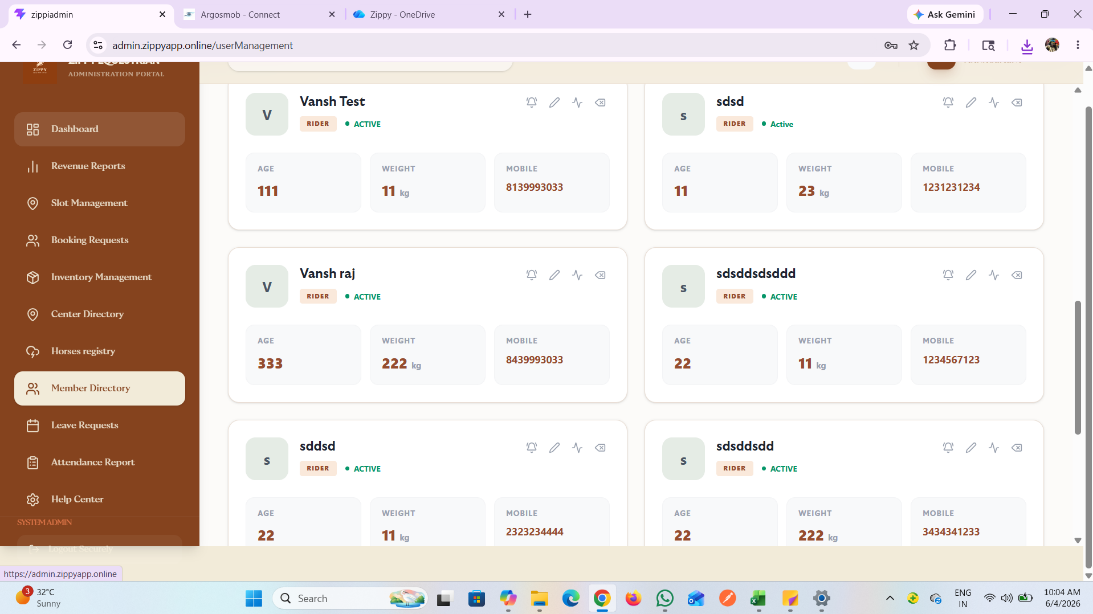 zippiadmin
Argosmob - Connect
Zippy - OneDrive
Ask Gemini
admin.zippyapp.online/userManagement
ZIPPY
ADMINISTRATION PORTAL
Dashboard
Revenue Reports
Slot Management
Booking Requests
Inventory Management
Center Directory
Horses registry
Member Directory
Leave Requests
Attendance Report
Help Center
SYSTEM ADMIN
V
Vansh Test
RIDER
ACTIVE
AGE
111
WEIGHT
11 kg
MOBILE
8139993033
s
sdsd
RIDER
Active
AGE
11
WEIGHT
23 kg
MOBILE
1231231234
V
Vansh raj
RIDER
ACTIVE
AGE
333
WEIGHT
222 kg
MOBILE
8439993033
s
sdsddsdsddd
RIDER
ACTIVE
AGE
22
WEIGHT
11 kg
MOBILE
1234567123
s
sddsd
RIDER
ACTIVE
AGE
22
WEIGHT
11 kg
MOBILE
2323234444
s
sdsddsdd
RIDER
ACTIVE
AGE
22
WEIGHT
222 kg
MOBILE
3434341233
https://admin.zippyapp.online
3
32°C
Sunny
Search
ENG
IN
10:04 AM
6/4/2026